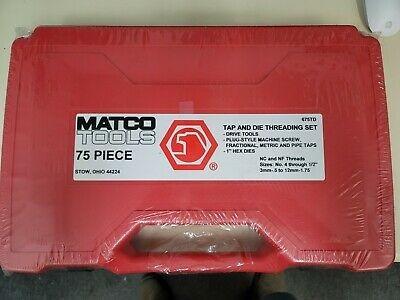 MATCO
TOOLS
75 PIECE
STOW, OHIO 44224
®
675TD
TAP AND DIE THREADING SET
- DRIVE TOOLS
- PLUG-STYLE MACHINE SCREW,
FRACTIONAL, METRIC AND PIPE TAPS
- 1" HEX DIES
NC and NF Threads
Sizes: No. 4 through 1/2"
3mm-.5 to 12mm-1.75